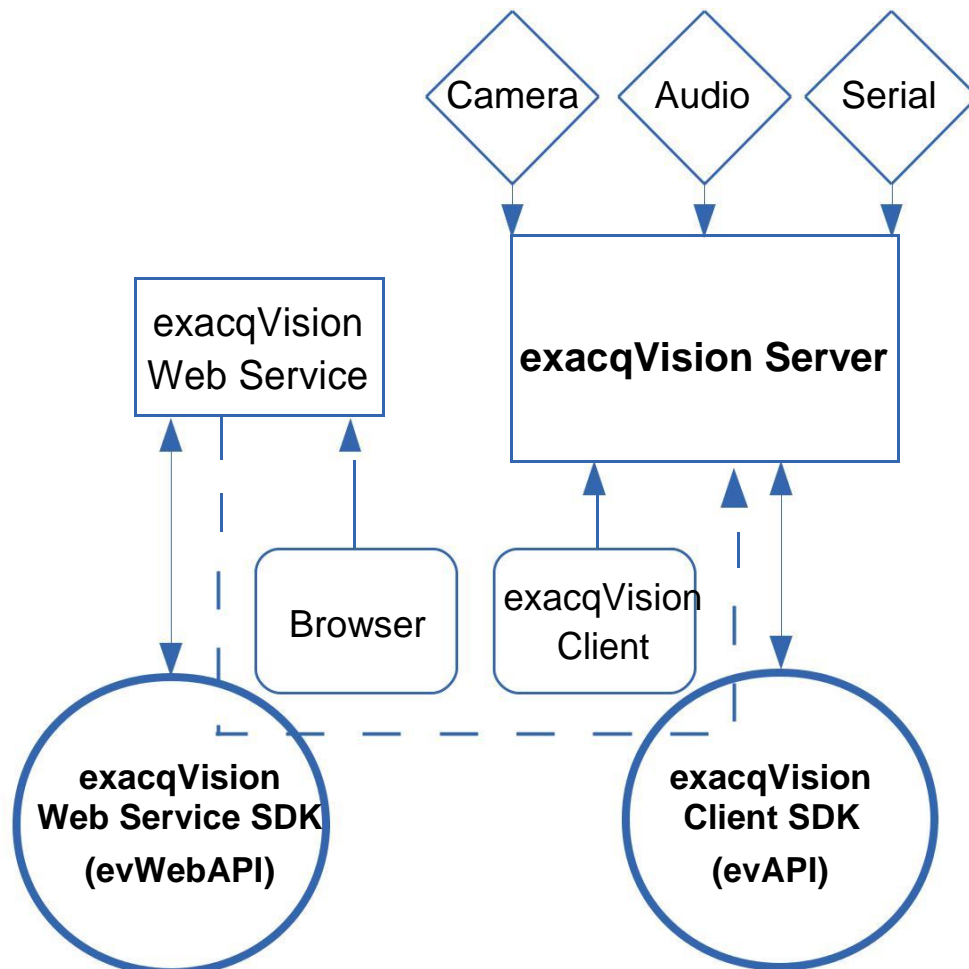 Camera
Audio
Serial
exacqVision
Web Service
exacqVision Server
Browser
exacqVision
Client
exacqVision
Web Service SDK
(evWebAPI)
exacqVision
Client SDK
(evAPI)